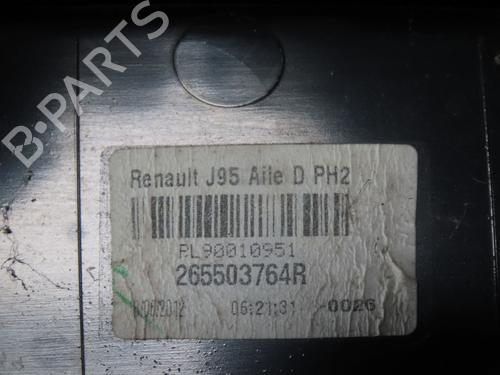 B-PARTS
Renault J95 Aile D PH2
PL90010951
265503764R
06:21:31 -0026